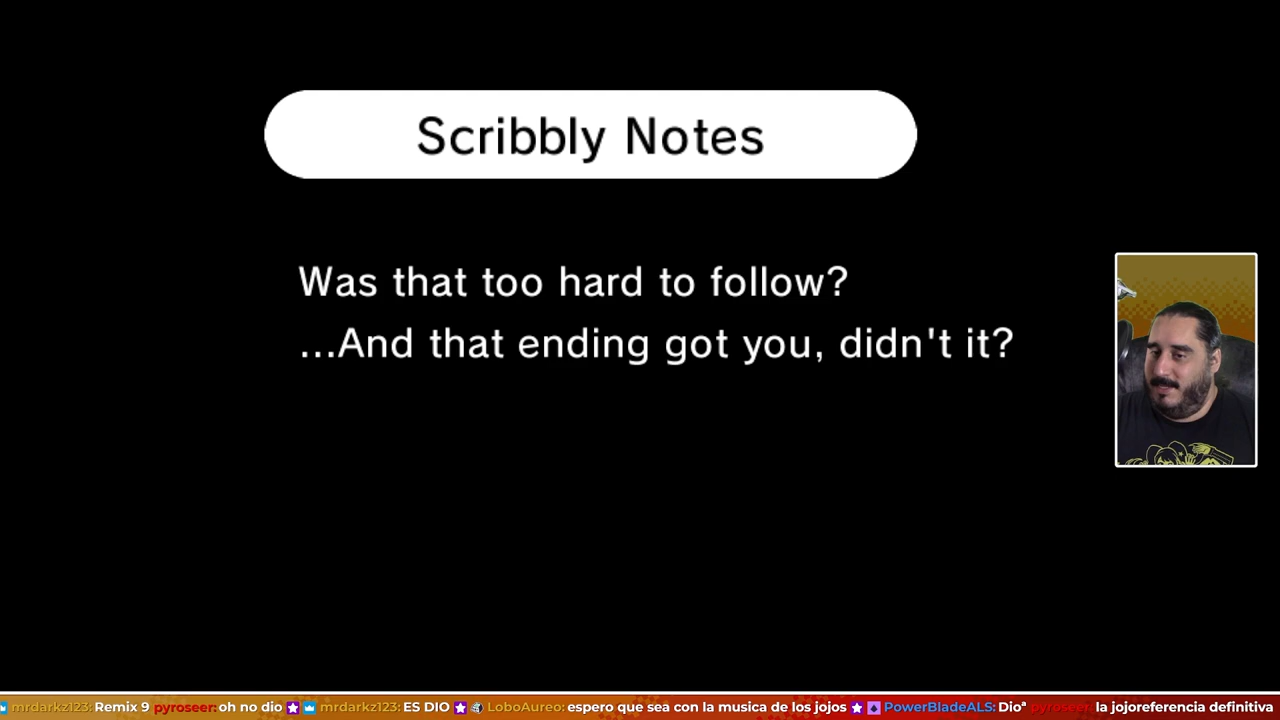 Scribbly Notes
Was that too hard to follow?
...And that ending got you, didn't it?
mrdarkz123: Remix 9 pyroseer: oh no dio mrdarkz123: ES DIO LoboAureo: espero que sea con la musica de los jojos PowerBladeALS: Dioª pyroseer: la jojoreferencia definitiva